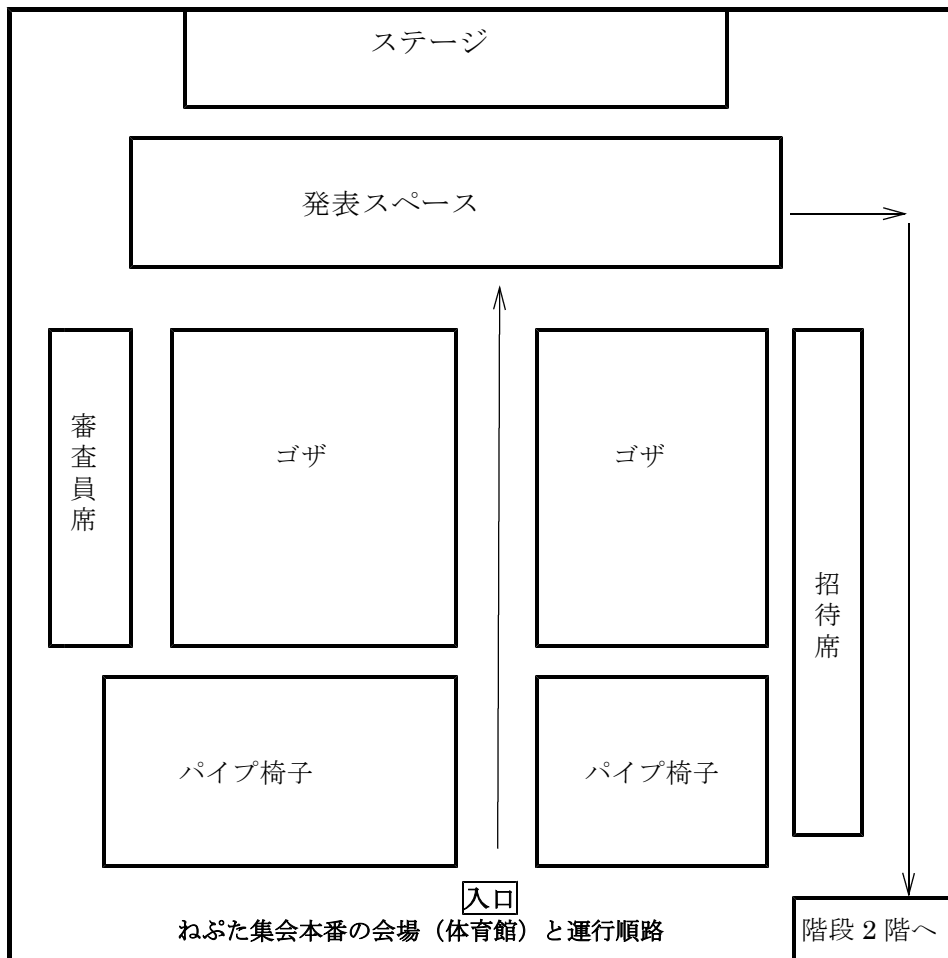 ステージ
発表スペース
審査員席
ゴザ
ゴザ
招待席
パイプ椅子
パイプ椅子
入口
ねぷた集会本番の会場（体育館）と運行順路
階段２階へ